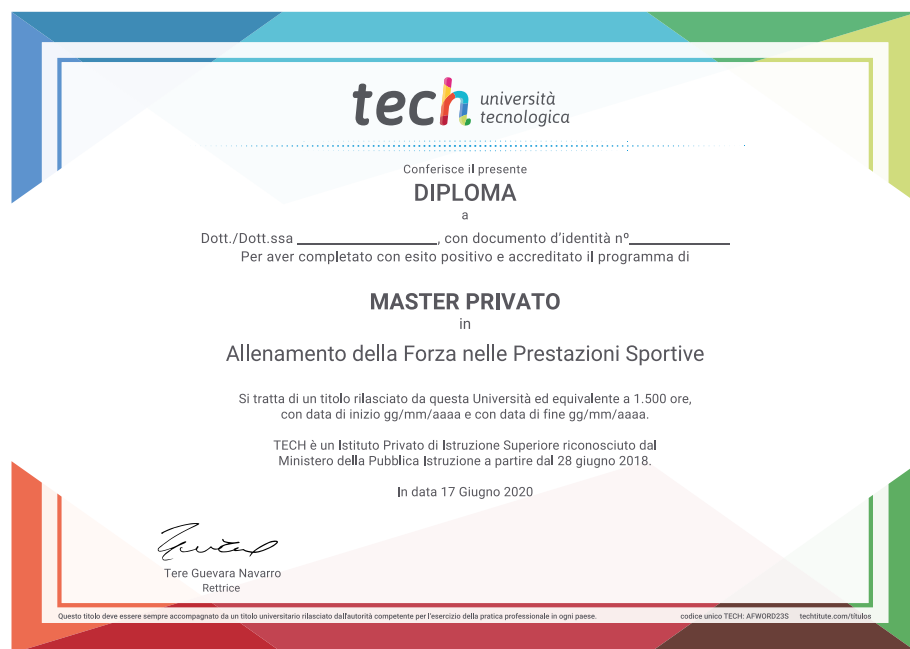 tech università
tecnologica
Conferisce il presente
DIPLOMA
a
Dott./Dott.ssa ________________, con documento d'identità nº____________
Per aver completato con esito positivo e accreditato il programma di
MASTER PRIVATO
in
Allenamento della Forza nelle Prestazioni Sportive
Si tratta di un titolo rilasciato da questa Università ed equivalente a 1.500 ore,
con data di inizio gg/mm/aaaa e con data di fine gg/mm/aaaa.
TECH è un Istituto Privato di Istruzione Superiore riconosciuto dal
Ministero della Pubblica Istruzione a partire dal 28 giugno 2018.
In data 17 Giugno 2020
Tere Guevara Navarro
Rettrice
Questo titolo deve essere sempre accompagnato da un titolo universitario rilasciato dall'autorità competente per l'esercizio della pratica professionale in ogni paese. codice unico TECH: AFWORD23S techtitute.com/titulos